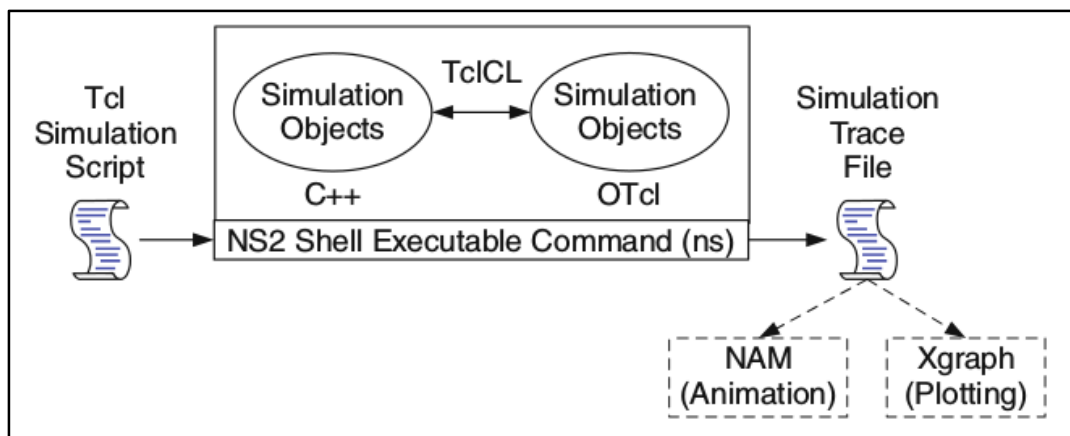 Tcl
Simulation
Script
Simulation
Objects
C++
TclCL
Simulation
Objects
OTcl
NS2 Shell Executable Command (ns)
Simulation
Trace
File
NAM
(Animation)
Xgraph
(Plotting)